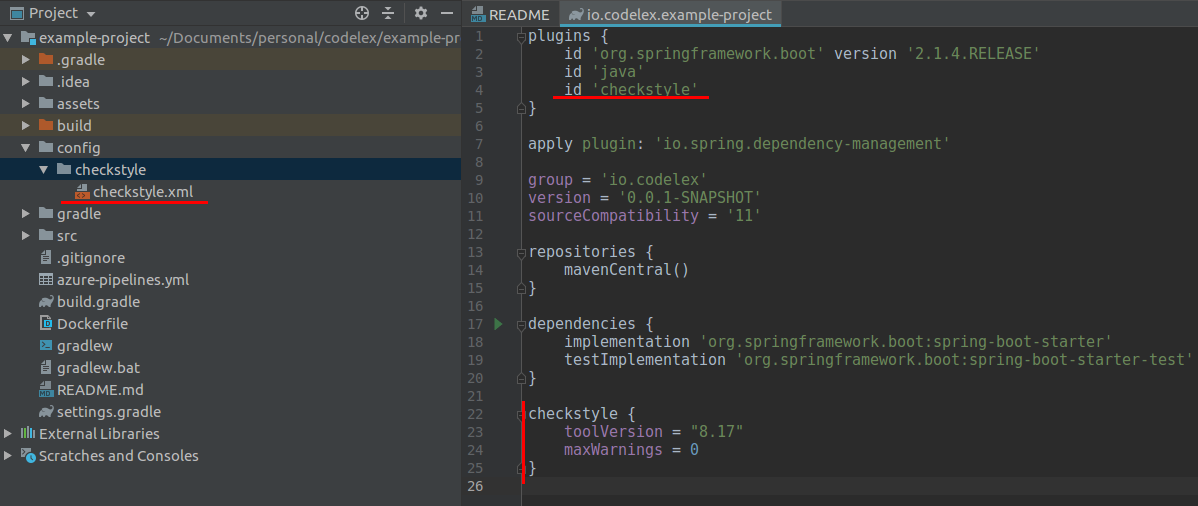 Project
example-project ~/Documents/personal/codelex/example-pr
.gradle
.idea
assets
build
config
checkstyle
checkstyle.xml
gradle
src
.gitignore
azure-pipelines.yml
build.gradle
Dockerfile
gradlew
gradlew.bat
README.md
settings.gradle
External Libraries
Scratches and Consoles
README io.codelex.example-project
1 plugins {
2 id 'org.springframework.boot' version '2.1.4.RELEASE'
3 id 'java'
4 id 'checkstyle'
5 }
6
7 apply plugin: 'io.spring.dependency-management'
8
9 group = 'io.codelex'
10 version = '0.0.1-SNAPSHOT'
11 sourceCompatibility = '11'
12
13 repositories {
14 mavenCentral()
15 }
16
17 dependencies {
18 implementation 'org.springframework.boot:spring-boot-starter'
19 testImplementation 'org.springframework.boot:spring-boot-starter-test'
20 }
21
22 checkstyle {
23 toolVersion = "8.17"
24 maxWarnings = 0
25 }
26